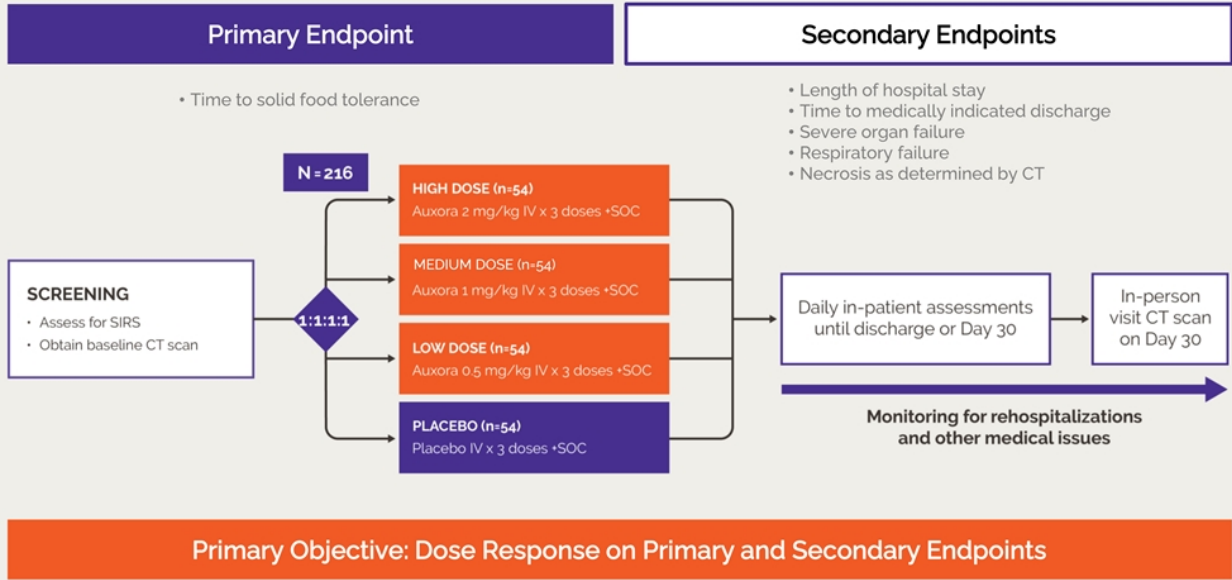 Primary Endpoint
Secondary Endpoints
• Time to solid food tolerance
• Length of hospital stay
• Time to medically indicated discharge
• Severe organ failure
• Respiratory failure
• Necrosis as determined by CT
N = 216
SCREENING
• Assess for SIRS
• Obtain baseline CT scan
1:1:1:1
HIGH DOSE (n=54)
Auxora 2 mg/kg IV x 3 doses +SOC
MEDIUM DOSE (n=54)
Auxora 1 mg/kg IV x 3 doses +SOC
LOW DOSE (n=54)
Auxora 0.5 mg/kg IV x 3 doses +SOC
PLACEBO (n=54)
Placebo IV x 3 doses +SOC
Daily in-patient assessments
until discharge or Day 30
In-person
visit CT scan
on Day 30
Monitoring for rehospitalizations
and other medical issues
Primary Objective: Dose Response on Primary and Secondary Endpoints